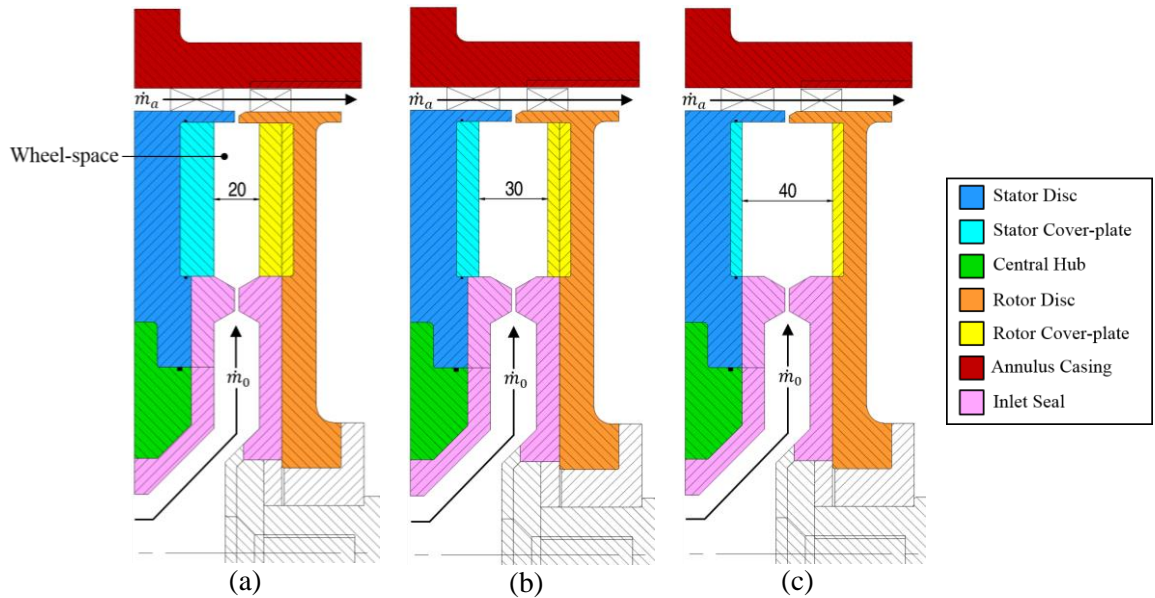 ṁₐ
ṁₐ
ṁₐ
Wheel-space
20
30
40
Stator Disc
Stator Cover-plate
Central Hub
Rotor Disc
Rotor Cover-plate
Annulus Casing
Inlet Seal
ṁ₀
ṁ₀
ṁ₀
(a)
(b)
(c)